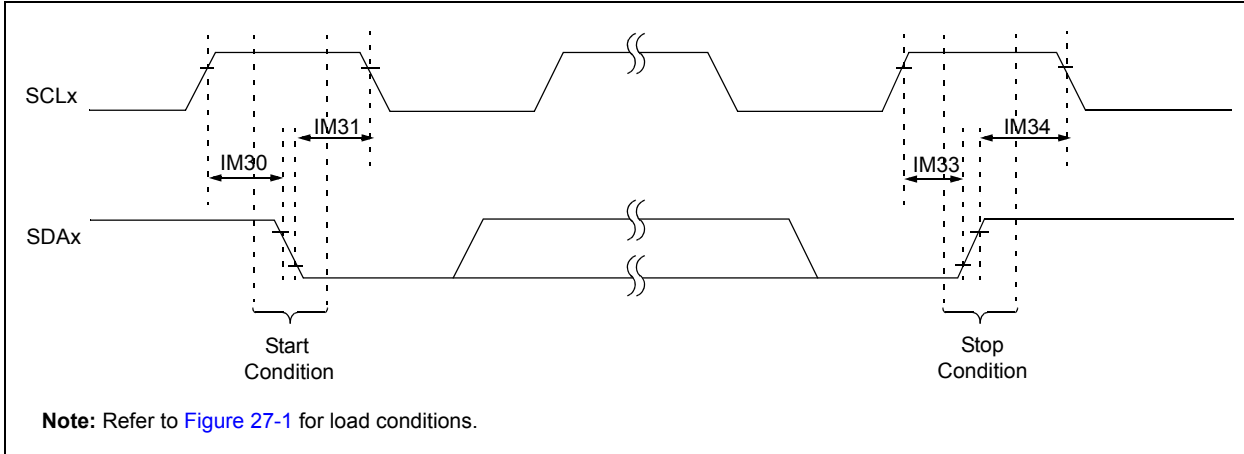 SCLx
IM31
IM34
IM30
IM33
SDAx
Start
Condition
Stop
Condition
Note: Refer to Figure 27-1 for load conditions.